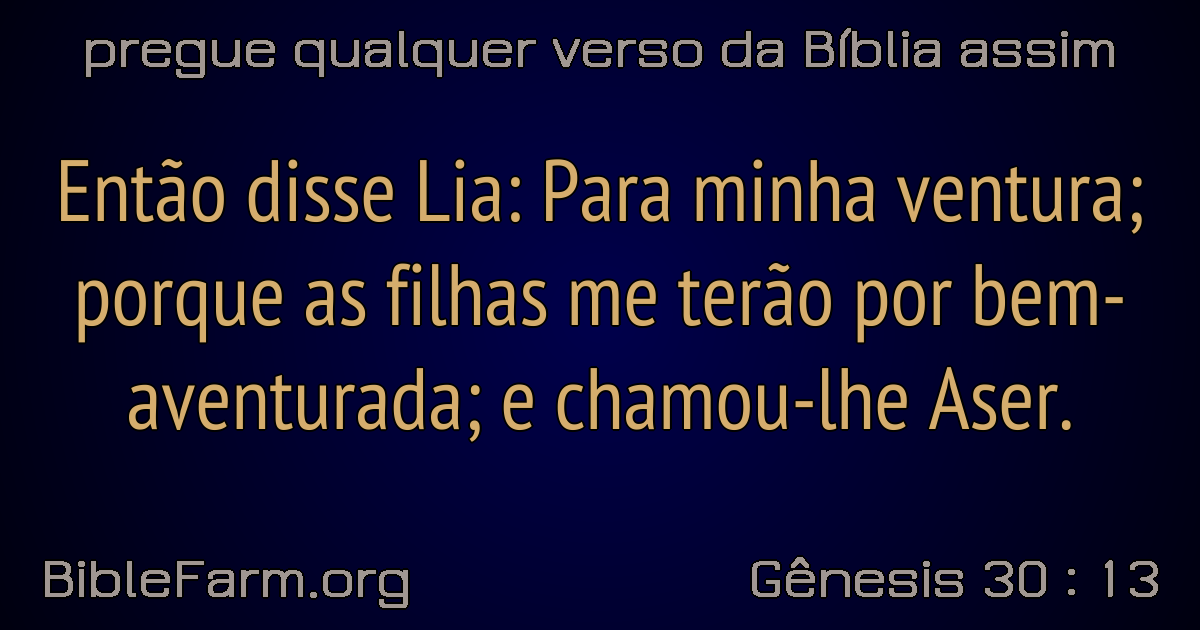 pregue qualquer verso da Bíblia assim
Então disse Lia: Para minha ventura;
porque as filhas me terão por bem-
aventurada; e chamou-lhe Aser.
BibleFarm.org
Gênesis 30 : 13